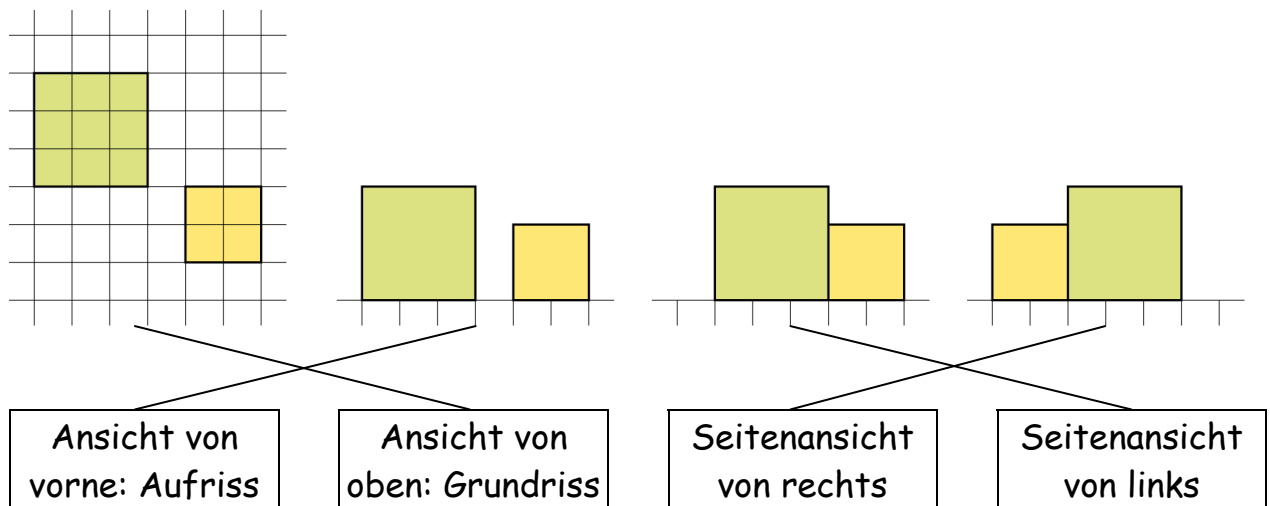 Ansicht von
vorne: Aufriss
Ansicht von
oben: Grundriss
Seitenansicht
von rechts
Seitenansicht
von links